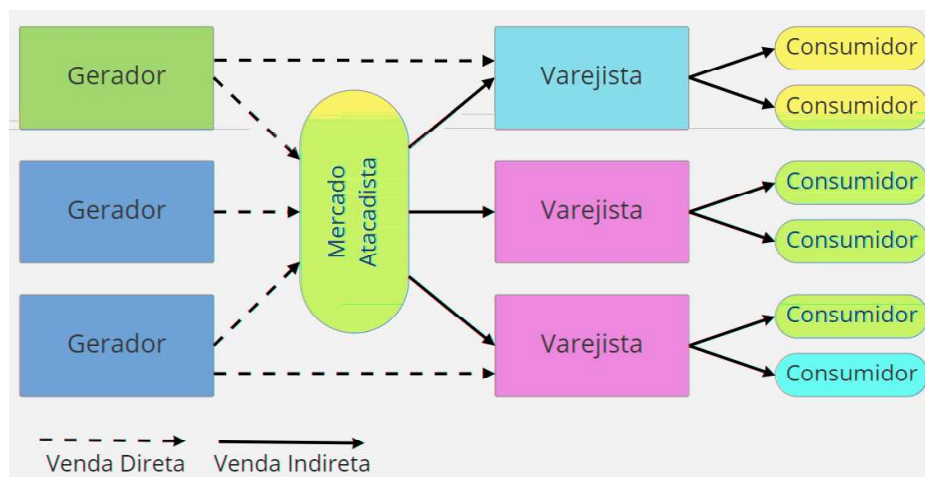 Gerador
Varejista
Consumidor
Consumidor
Mercado
Atacadista
Gerador
Varejista
Consumidor
Consumidor
Gerador
Varejista
Consumidor
Consumidor
Venda Direta
Venda Indireta